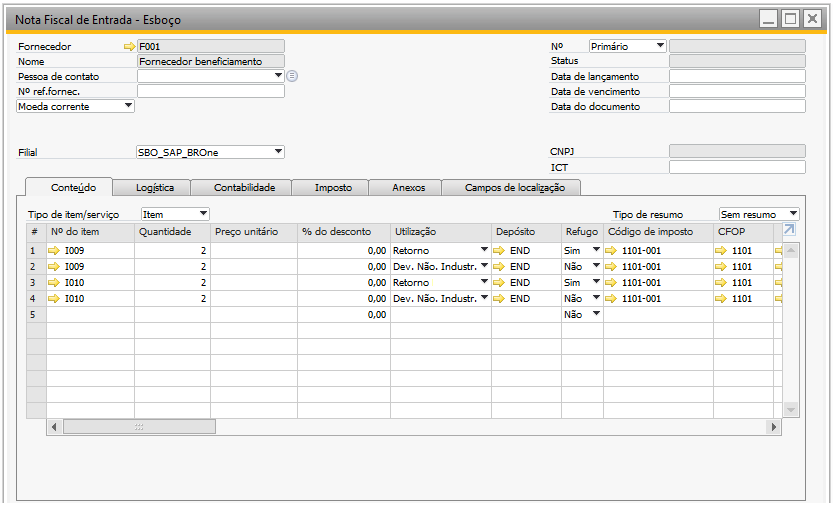 Nota Fiscal de Entrada - Esboço
Fornecedor F001 Nº Primário
Nome Fornecedor beneficiamento Status
Pessoa de contato Data de lançamento
Nº ref.fornec. Data de vencimento
Moeda corrente Data do documento
Filial SBO_SAP_BROne CNPJ
ICT
Conteúdo Logística Contabilidade Imposto Anexos Campos de localização
Tipo de item/serviço Item Tipo de resumo Sem resumo
# Nº do item Quantidade Preço unitário % do desconto Utilização Depósito Refugo Código de imposto CFOP
1 I009 2 0,00 Retorno END Sim 1101-001 1101
2 I009 2 0,00 Dev. Não. Industr. END Não 1101-001 1101
3 I010 2 0,00 Retorno END Sim 1101-001 1101
4 I010 2 0,00 Dev. Não. Industr. END Não 1101-001 1101
5 0,00 Não